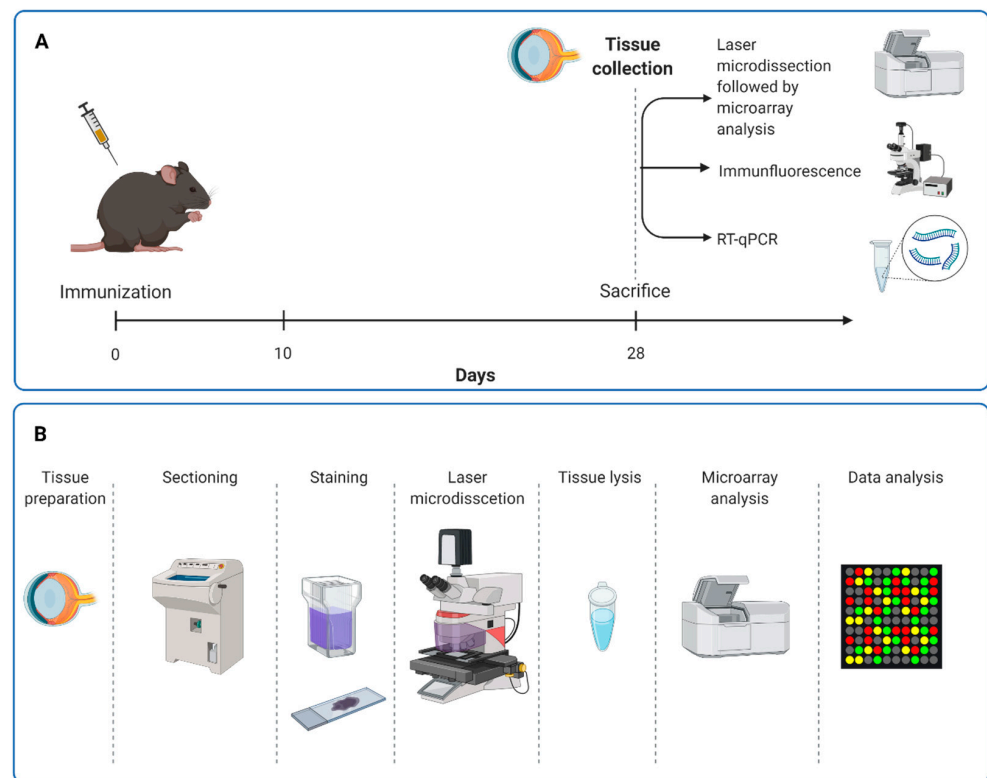 A
Tissue
collection
Laser
microdissection
followed by
microarray
analysis
Immunfluorescence
RT-qPCR
Immunization
Sacrifice
0
10
28
Days
B
Tissue
preparation
Sectioning
Staining
Laser
microdisscetion
Tissue lysis
Microarray
analysis
Data analysis